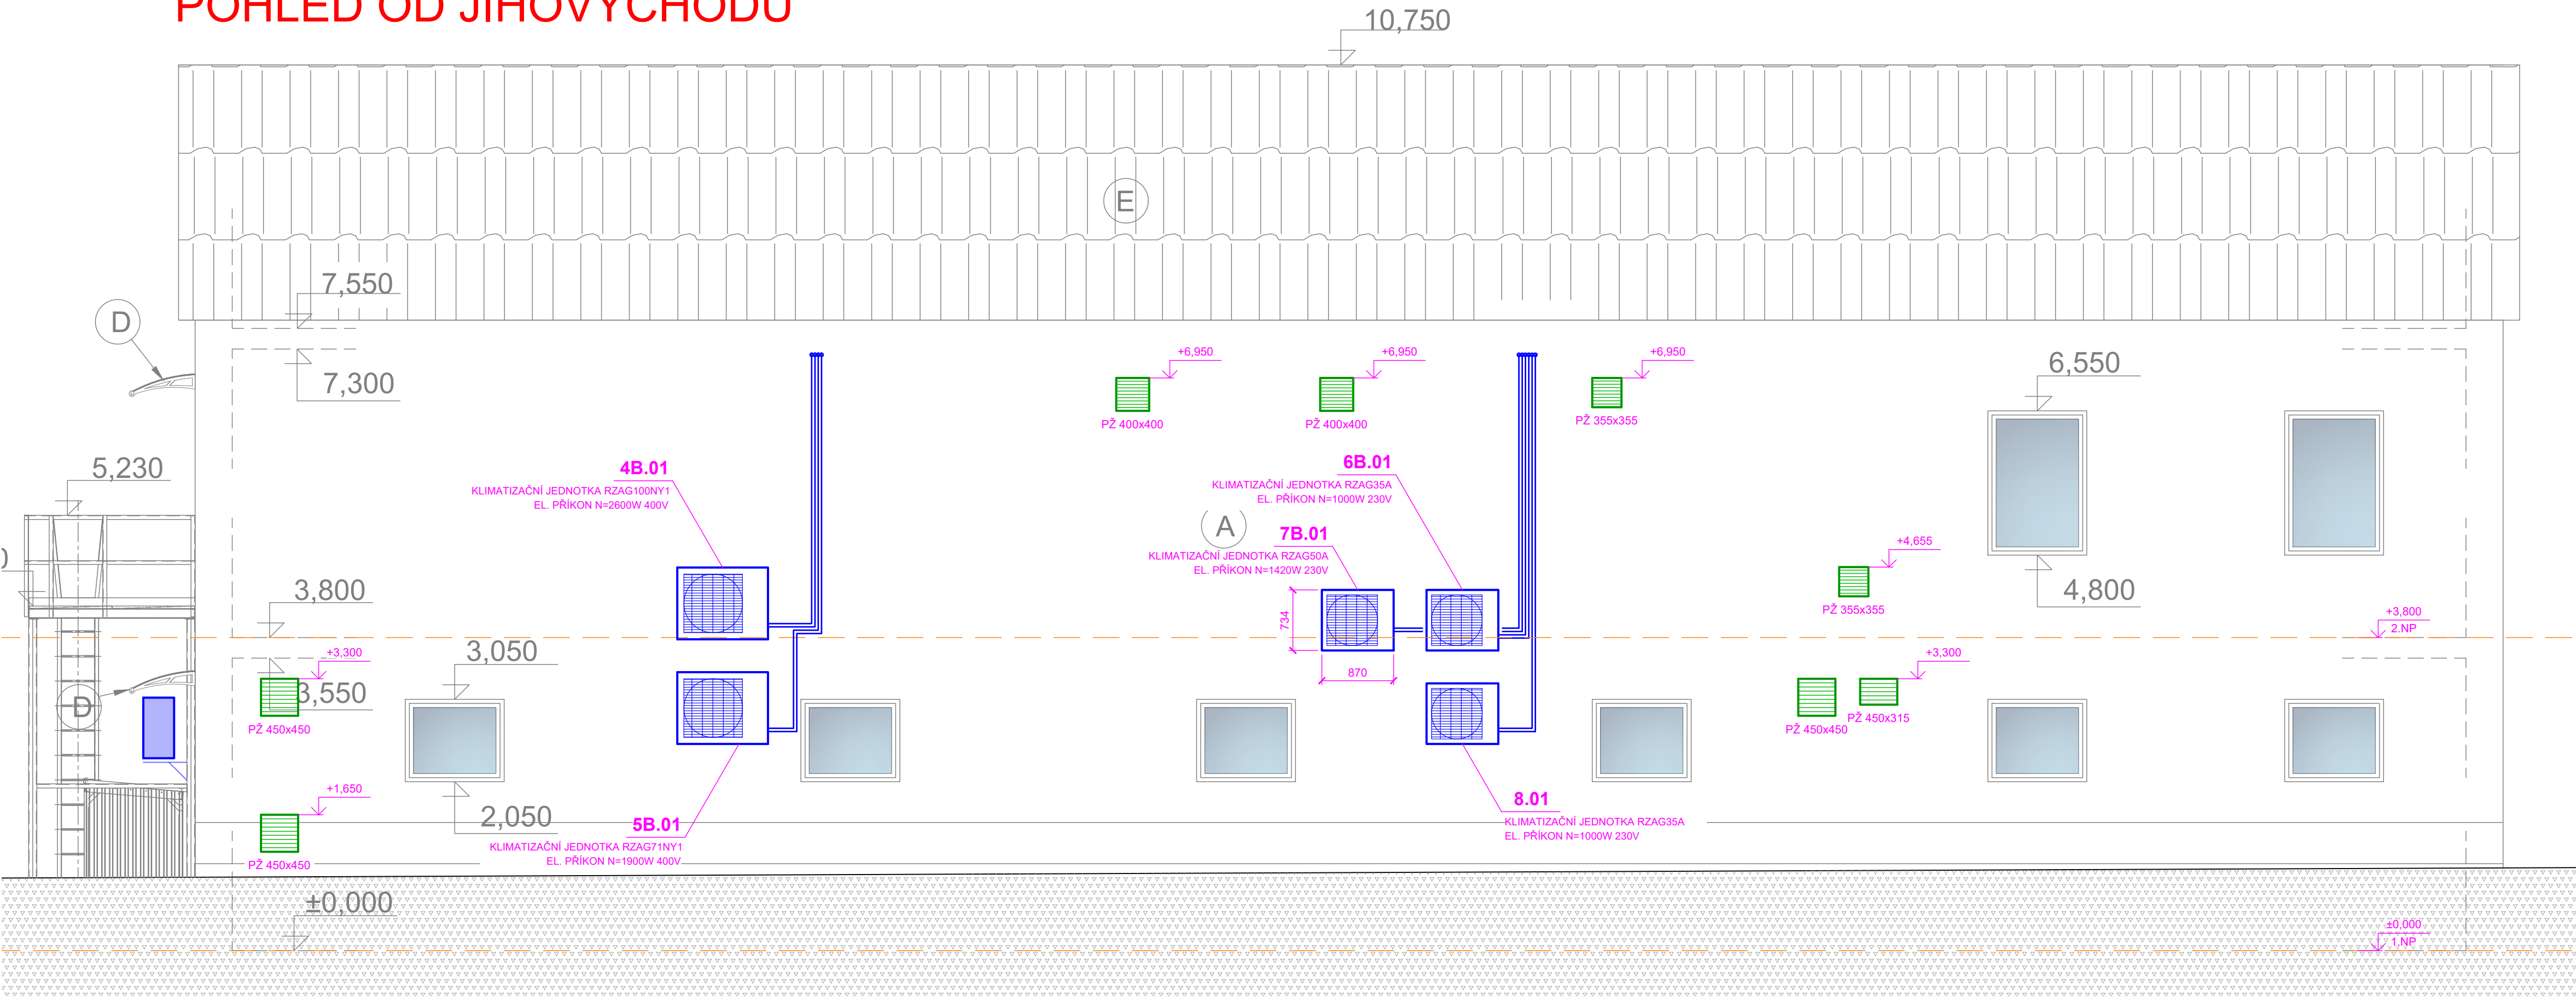 POHLED OD JIHOVÝCHODU
10,750
E
7,550
D
7,300
+6,950
PŽ 400x400
+6,950
PŽ 400x400
+6,950
PŽ 355x355
6,550
5,230
4B.01
KLIMATIZAČNÍ JEDNOTKA RZAG100NY1
EL. PŘÍKON N=2600W 400V
6B.01
KLIMATIZAČNÍ JEDNOTKA RZAG35A
EL. PŘÍKON N=1000W 230V
A
7B.01
KLIMATIZAČNÍ JEDNOTKA RZAG50A
EL. PŘÍKON N=1420W 230V
734
870
+4,655
PŽ 355x355
4,800
3,800
+3,800
2.NP
3,050
+3,300
3,550
PŽ 450x450
D
+3,300
PŽ 450x315
PŽ 450x450
+1,650
PŽ 450x450
2,050
5B.01
KLIMATIZAČNÍ JEDNOTKA RZAG71NY1
EL. PŘÍKON N=1900W 400V
8.01
KLIMATIZAČNÍ JEDNOTKA RZAG35A
EL. PŘÍKON N=1000W 230V
±0,000
±0,000
1.NP